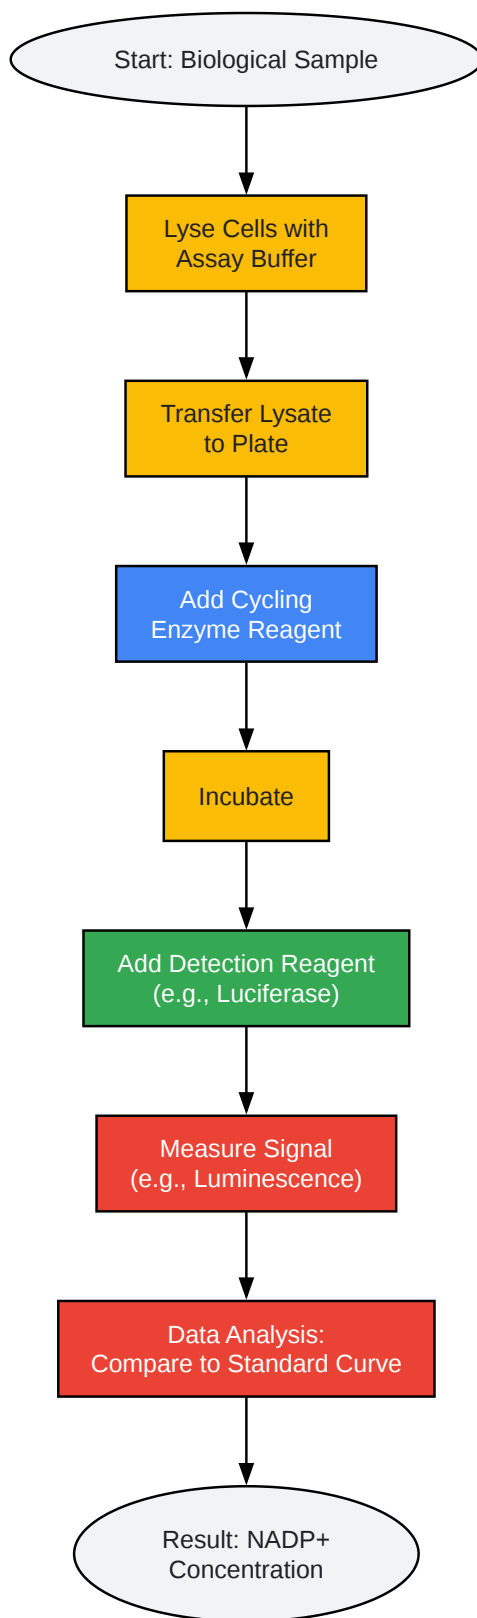 Start: Biological Sample
Lyse Cells with
Assay Buffer
Transfer Lysate
to Plate
Add Cycling
Enzyme Reagent
Incubate
Add Detection Reagent
(e.g., Luciferase)
Measure Signal
(e.g., Luminescence)
Data Analysis:
Compare to Standard Curve
Result: NADP+
Concentration